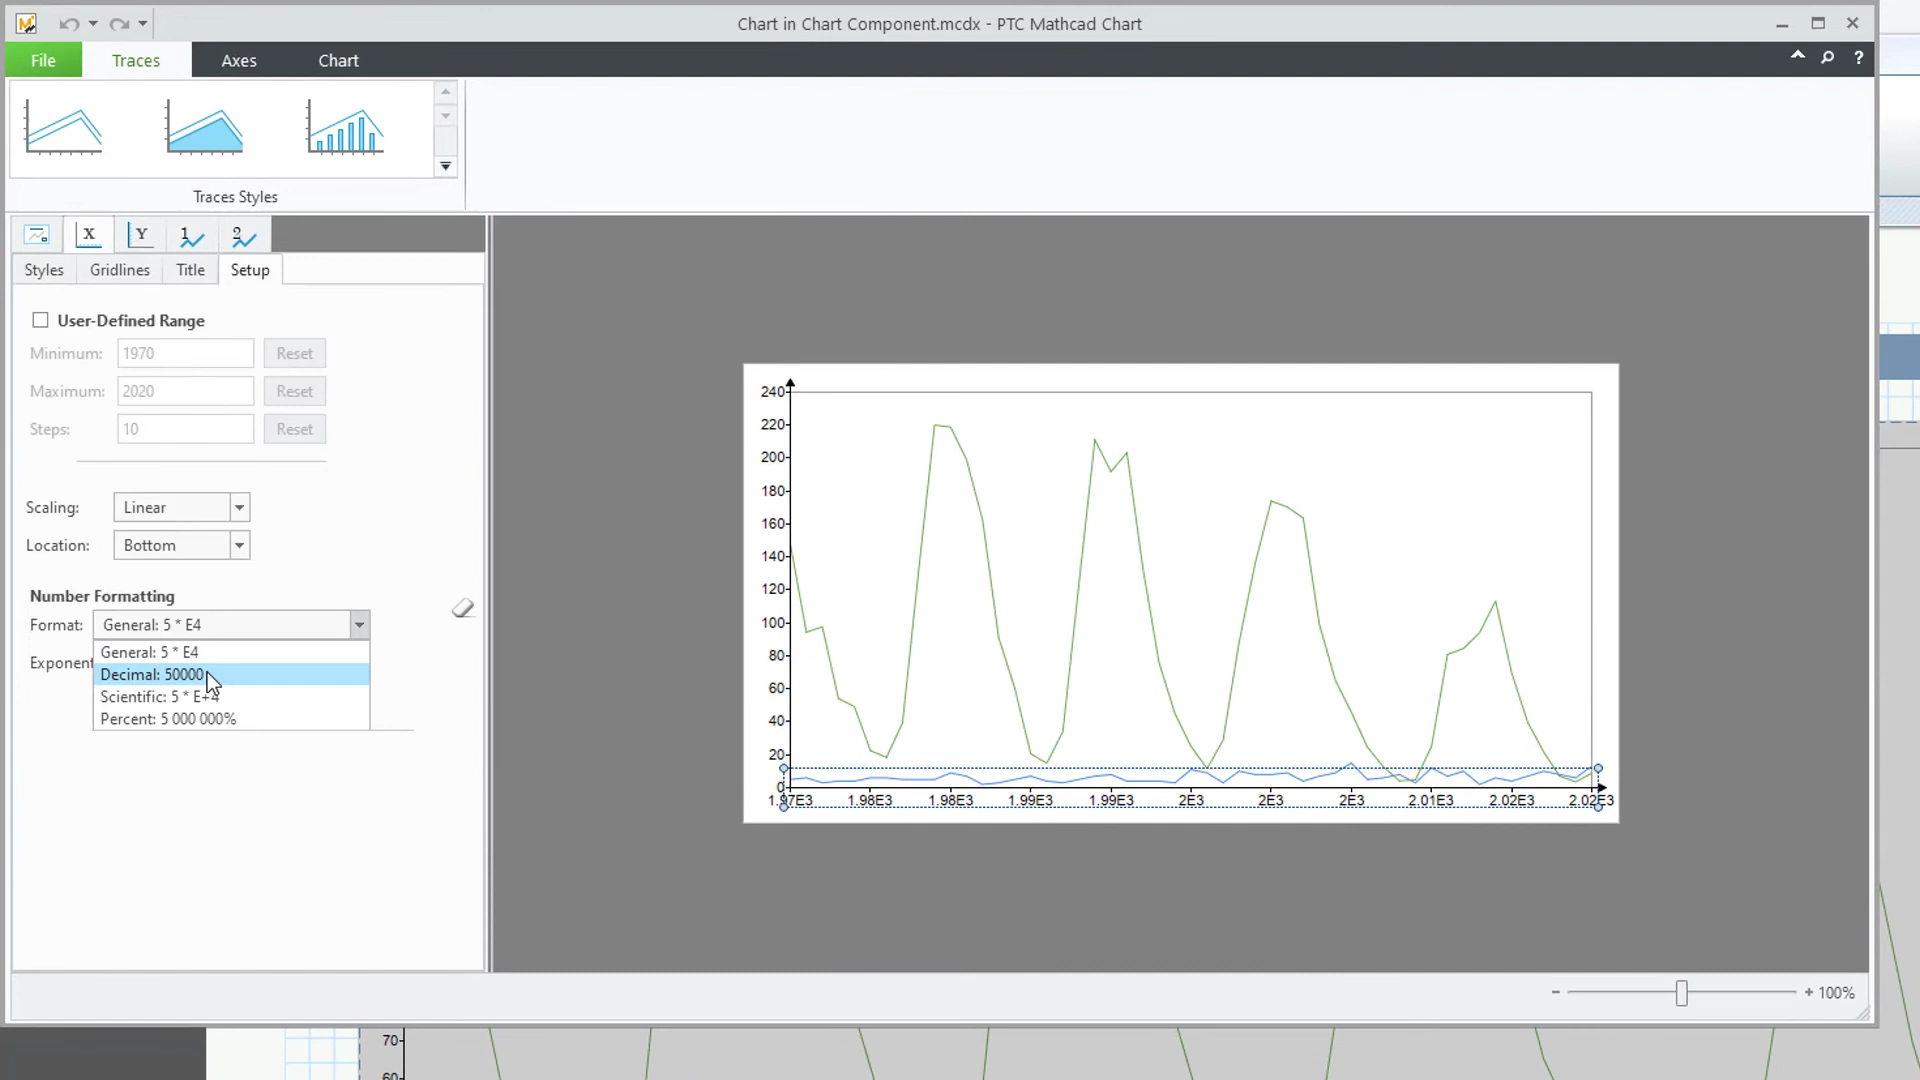 Chart in Chart Component.mcdx - PTC Mathcad Chart
File Traces Axes Chart
?
Traces Styles
X Y 1 2
Styles Gridlines Title Setup
User-Defined Range
Minimum: 1970 Reset
Maximum: 2020 Reset
Steps: 10 Reset
Scaling: Linear
Location: Bottom
Number Formatting
Format: General: 5 * E4
General: 5 * E4
Exponent
Decimal: 50000
Scientific: 5 * E+4
Percent: 5 000 000%
240
220
200
180
160
140
120
100
80
60
40
20
0
1.97E3 1.98E3 1.98E3 1.99E3 1.99E3 2E3 2E3 2E3 2.01E3 2.02E3 2.02E3
- + 100%
70
60